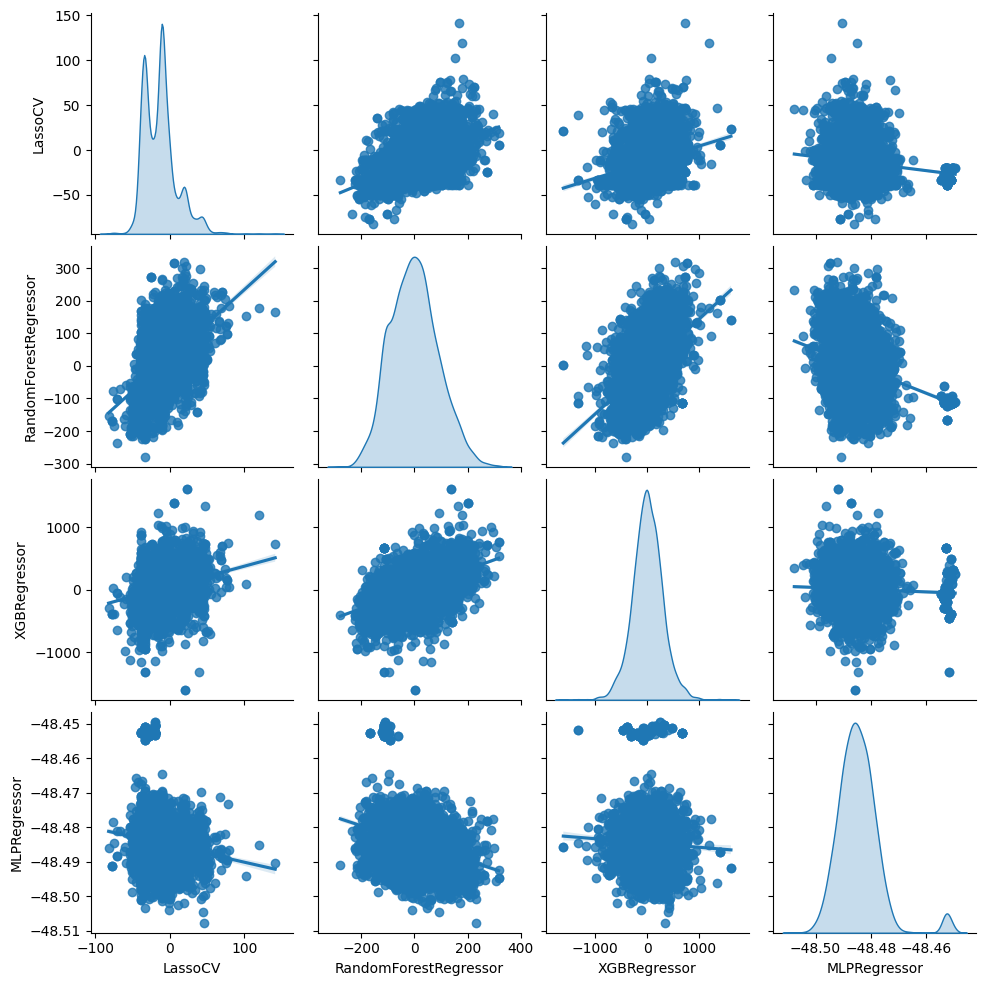 150
100
50
0
−50
LassoCV
300
200
100
0
−100
−200
−300
RandomForestRegressor
1000
0
−1000
XGBRegressor
−48.45
−48.46
−48.47
−48.48
−48.49
−48.50
−48.51
MLPRegressor
−100 0 100
LassoCV
−200 0 200 400
RandomForestRegressor
−1000 0 1000
XGBRegressor
−48.50 −48.48 −48.46
MLPRegressor